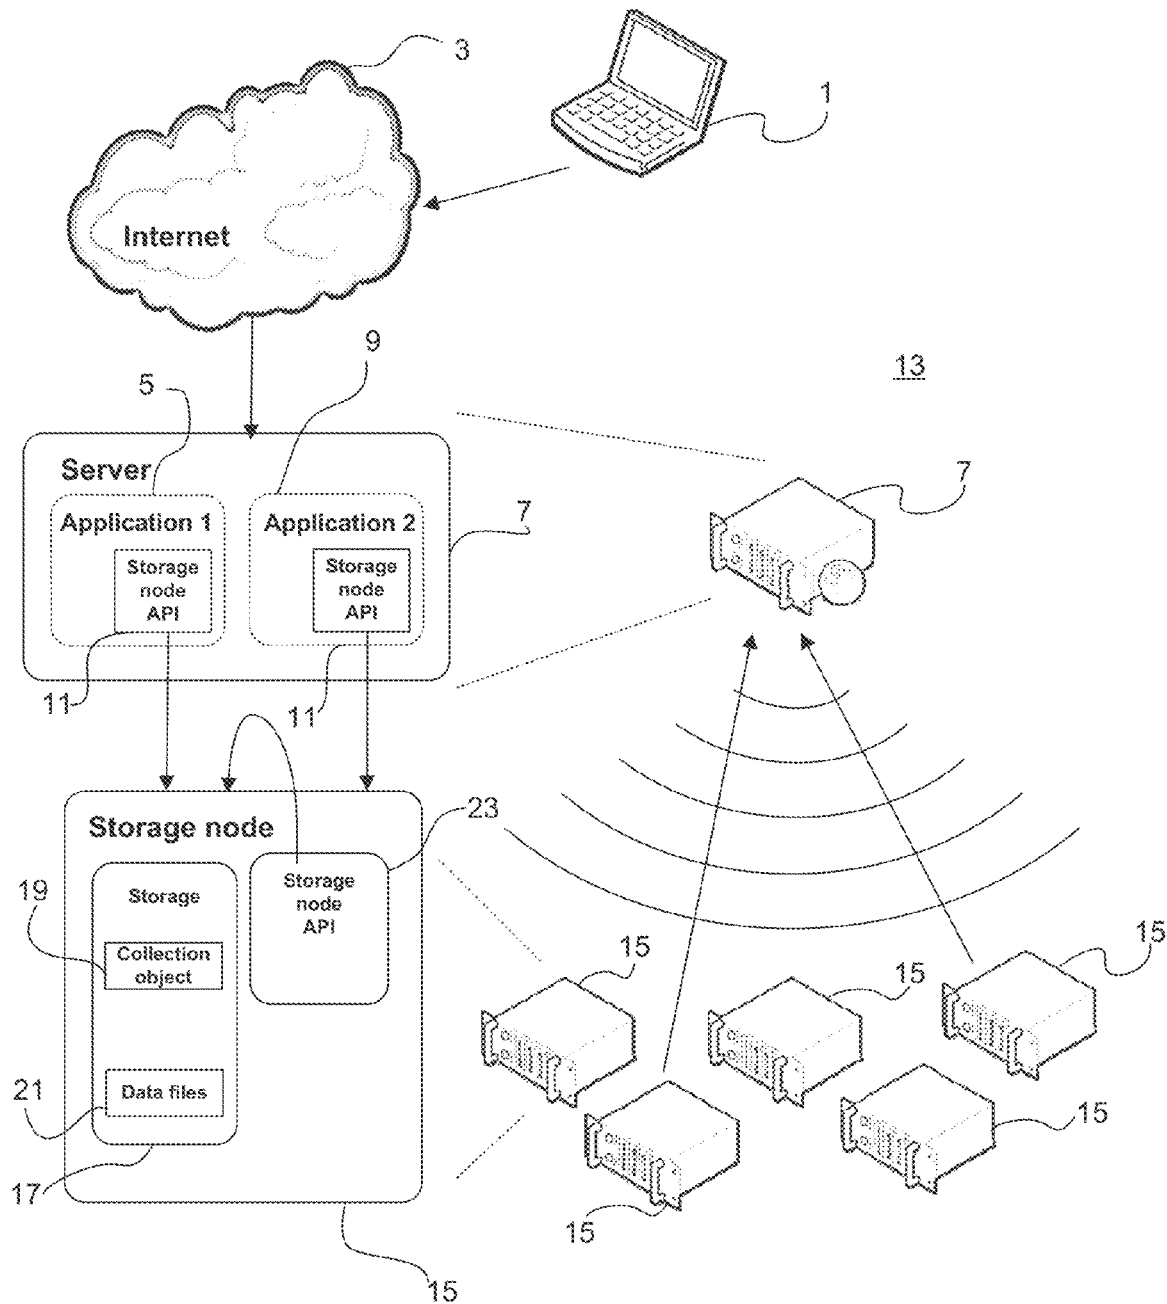 3
1
Internet
9
13
5
Server
7
7
Application 1
Application 2
Storage
node
API
Storage
node
API
11
11
Storage node
23
Storage
Storage
node
API
19
Collection
object
15
15
15
21
Data files
15
17
15
15